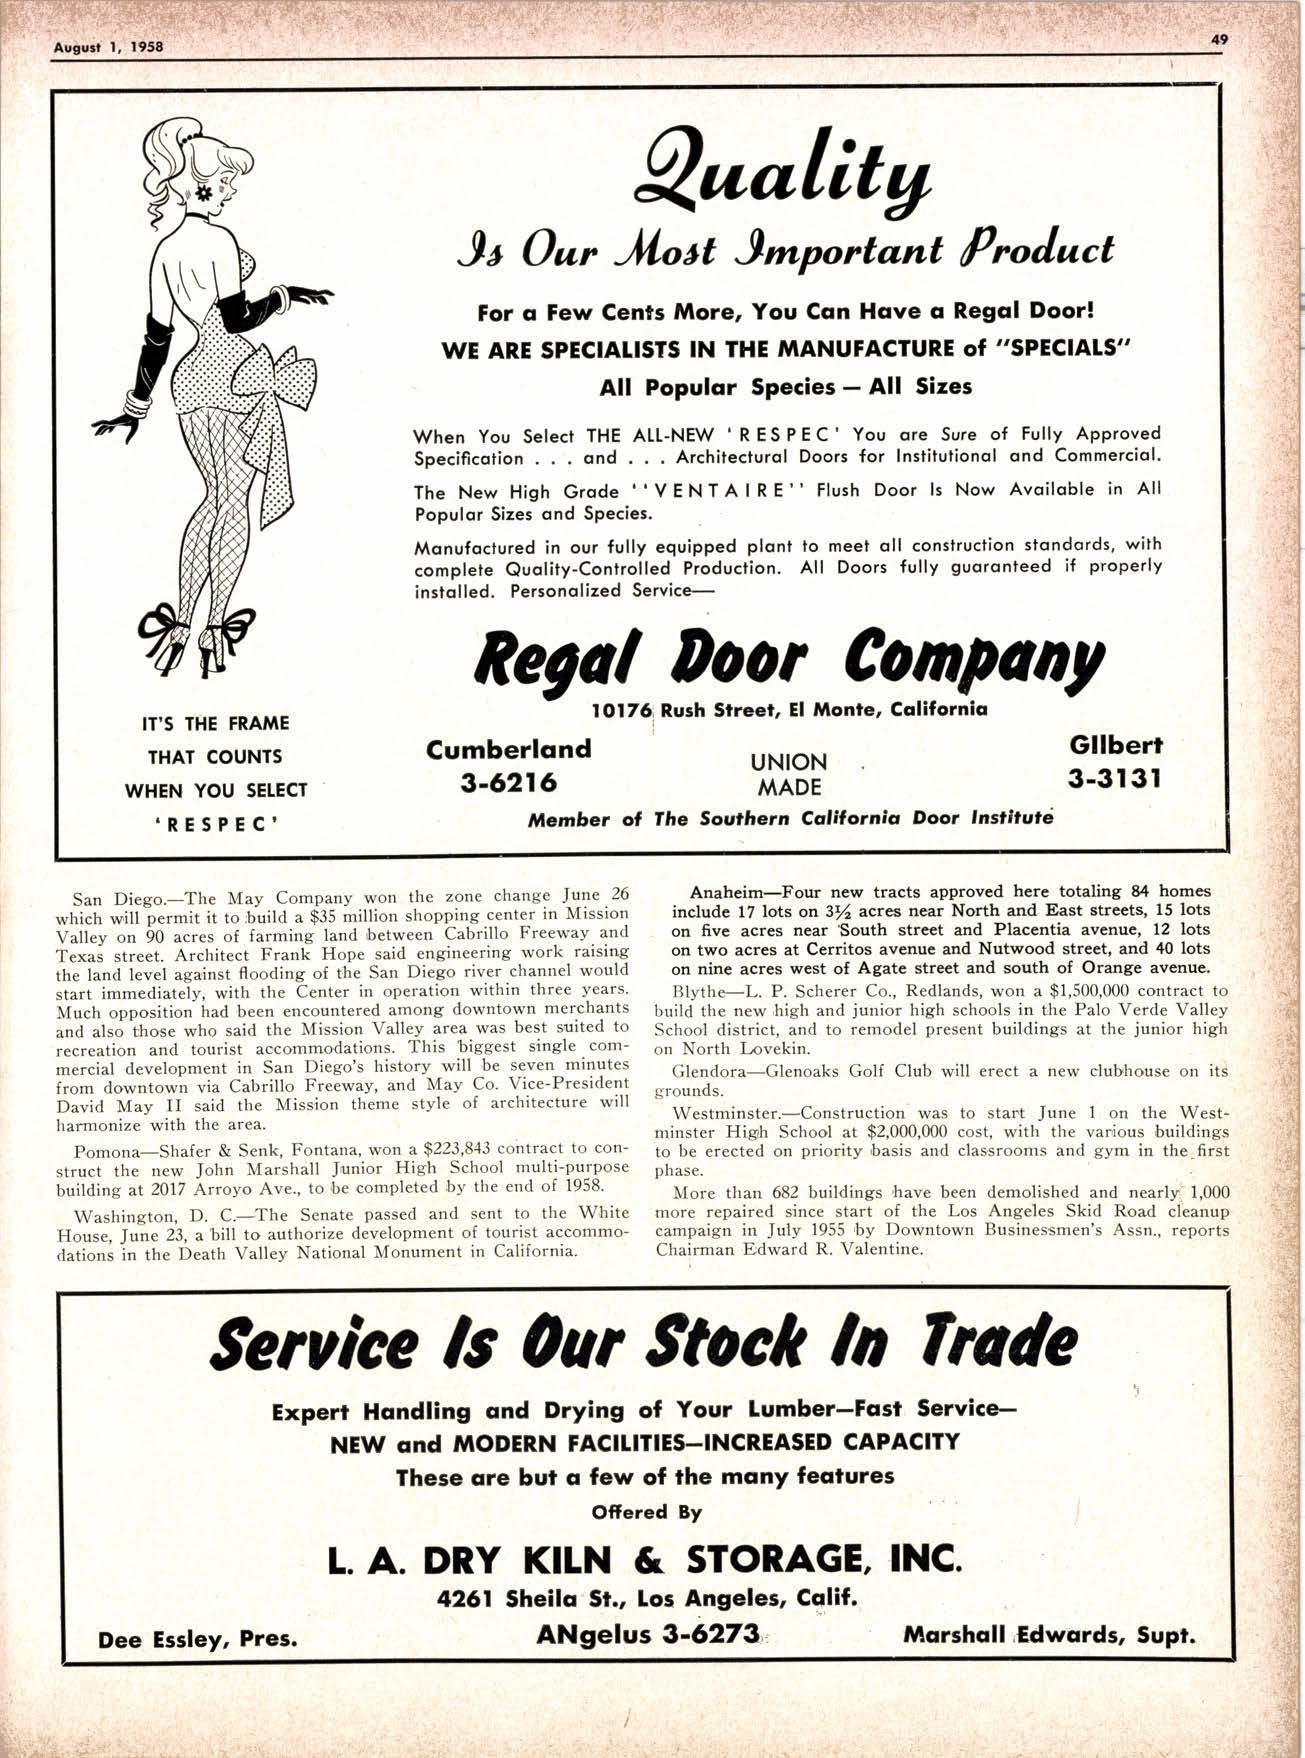 August 1, 1958
49
Quality
Is Our Most Important Product
For a Few Cents More, You Can Have a Regal Door!
WE ARE SPECIALISTS IN THE MANUFACTURE of "SPECIALS"
All Popular Species — All Sizes
When You Select THE ALL-NEW 'RESPEC' You are Sure of Fully Approved
Specification . . . and . . . Architectural Doors for Institutional and Commercial.
The New High Grade ''VENTAIRE'' Flush Door Is Now Available in All
Popular Sizes and Species.
Manufactured in our fully equipped plant to meet all construction standards, with
complete Quality-Controlled Production. All Doors fully guaranteed if properly
installed. Personalized Service—
Regal Door Company
10176 Rush Street, El Monte, California
Cumberland
3-6216
UNION
MADE
GIlbert
3-3131
Member of The Southern California Door Institute
IT'S THE FRAME
THAT COUNTS
WHEN YOU SELECT
'RESPEC'
San Diego.—The May Company won the zone change June 26
which will permit it to build a $35 million shopping center in Mission
Valley on 90 acres of farming land between Cabrillo Freeway and
Texas street. Architect Frank Hope said engineering work raising
the land level against flooding of the San Diego river channel would
start immediately, with the Center in operation within three years.
Much opposition had been encountered among downtown merchants
and also those who said the Mission Valley area was best suited to
recreation and tourist accommodations. This biggest single com-
mercial development in San Diego's history will be seven minutes
from downtown via Cabrillo Freeway, and May Co. Vice-President
David May II said the Mission theme style of architecture will
harmonize with the area.
Pomona—Shafer & Senk, Fontana, won a $223,843 contract to con-
struct the new John Marshall Junior High School multi-purpose
building at 2017 Arroyo Ave., to be completed by the end of 1958.
Washington, D. C.—The Senate passed and sent to the White
House, June 23, a bill to authorize development of tourist accommo-
dations in the Death Valley National Monument in California.
Anaheim—Four new tracts approved here totaling 84 homes
include 17 lots on 3½ acres near North and East streets, 15 lots
on five acres near South street and Placentia avenue, 12 lots
on two acres at Cerritos avenue and Nutwood street, and 40 lots
on nine acres west of Agate street and south of Orange avenue.
Blythe—L. P. Scherer Co., Redlands, won a $1,500,000 contract to
build the new high and junior high schools in the Palo Verde Valley
School district, and to remodel present buildings at the junior high
on North Lovekin.
Glendora—Glenoaks Golf Club will erect a new clubhouse on its
grounds.
Westminster.—Construction was to start June 1 on the West-
minster High School at $2,000,000 cost, with the various buildings
to be erected on priority basis and classrooms and gym in the first
phase.
More than 682 buildings have been demolished and nearly 1,000
more repaired since start of the Los Angeles Skid Road cleanup
campaign in July 1955 by Downtown Businessmen's Assn., reports
Chairman Edward R. Valentine.
Service Is Our Stock In Trade
Expert Handling and Drying of Your Lumber—Fast Service—
NEW and MODERN FACILITIES—INCREASED CAPACITY
These are but a few of the many features
Offered By
L. A. DRY KILN & STORAGE, INC.
4261 Sheila St., Los Angeles, Calif.
Dee Essley, Pres.
ANgelus 3-6273
Marshall Edwards, Supt.